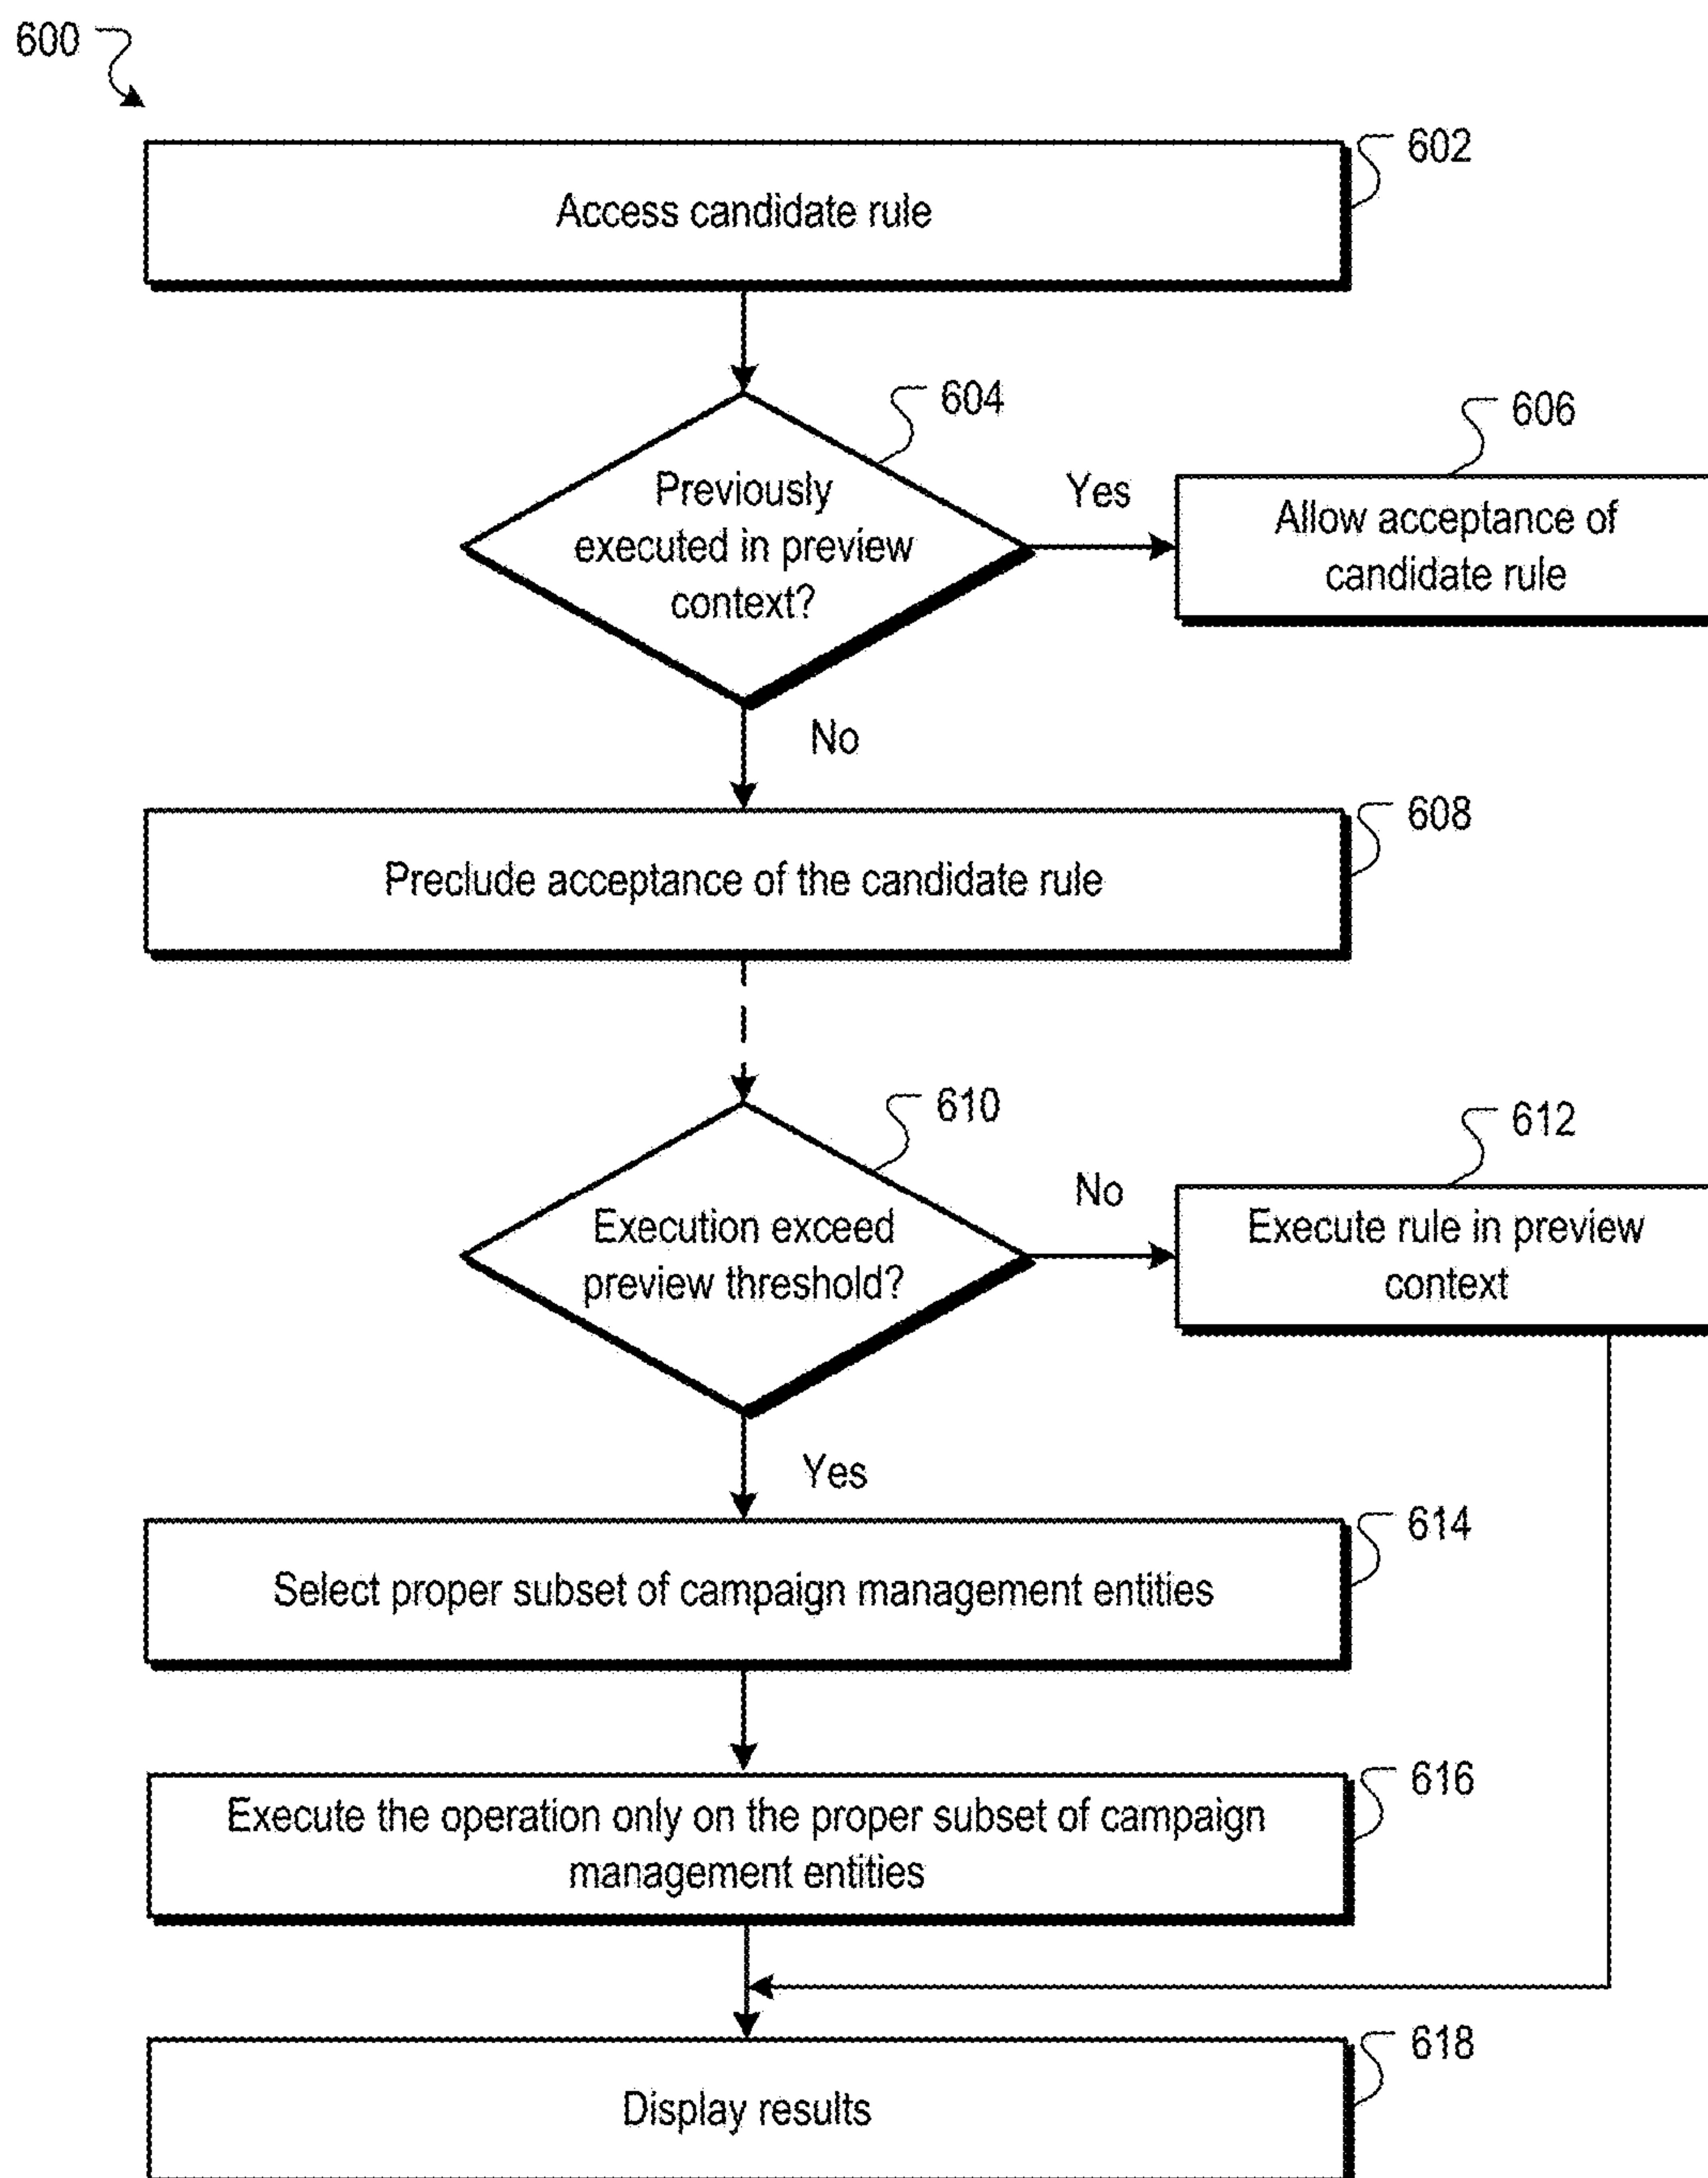 600
602
Access candidate rule
604
606
Previously
executed in preview
context?
Yes
Allow acceptance of
candidate rule
No
608
Preclude acceptance of the candidate rule
610
612
Execution exceed
preview threshold?
No
Execute rule in preview
context
Yes
614
Select proper subset of campaign management entities
616
Execute the operation only on the proper subset of campaign
management entities
618
Display results